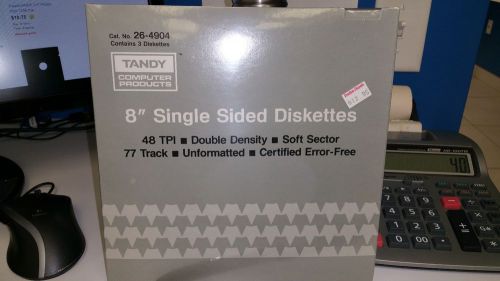 Cat. No. 26-4904
Contains 3 Diskettes
TANDY
COMPUTER
PRODUCTS
8" Single Sided Diskettes
48 TPI ■ Double Density ■ Soft Sector
77 Track ■ Unformatted ■ Certified Error-Free
40